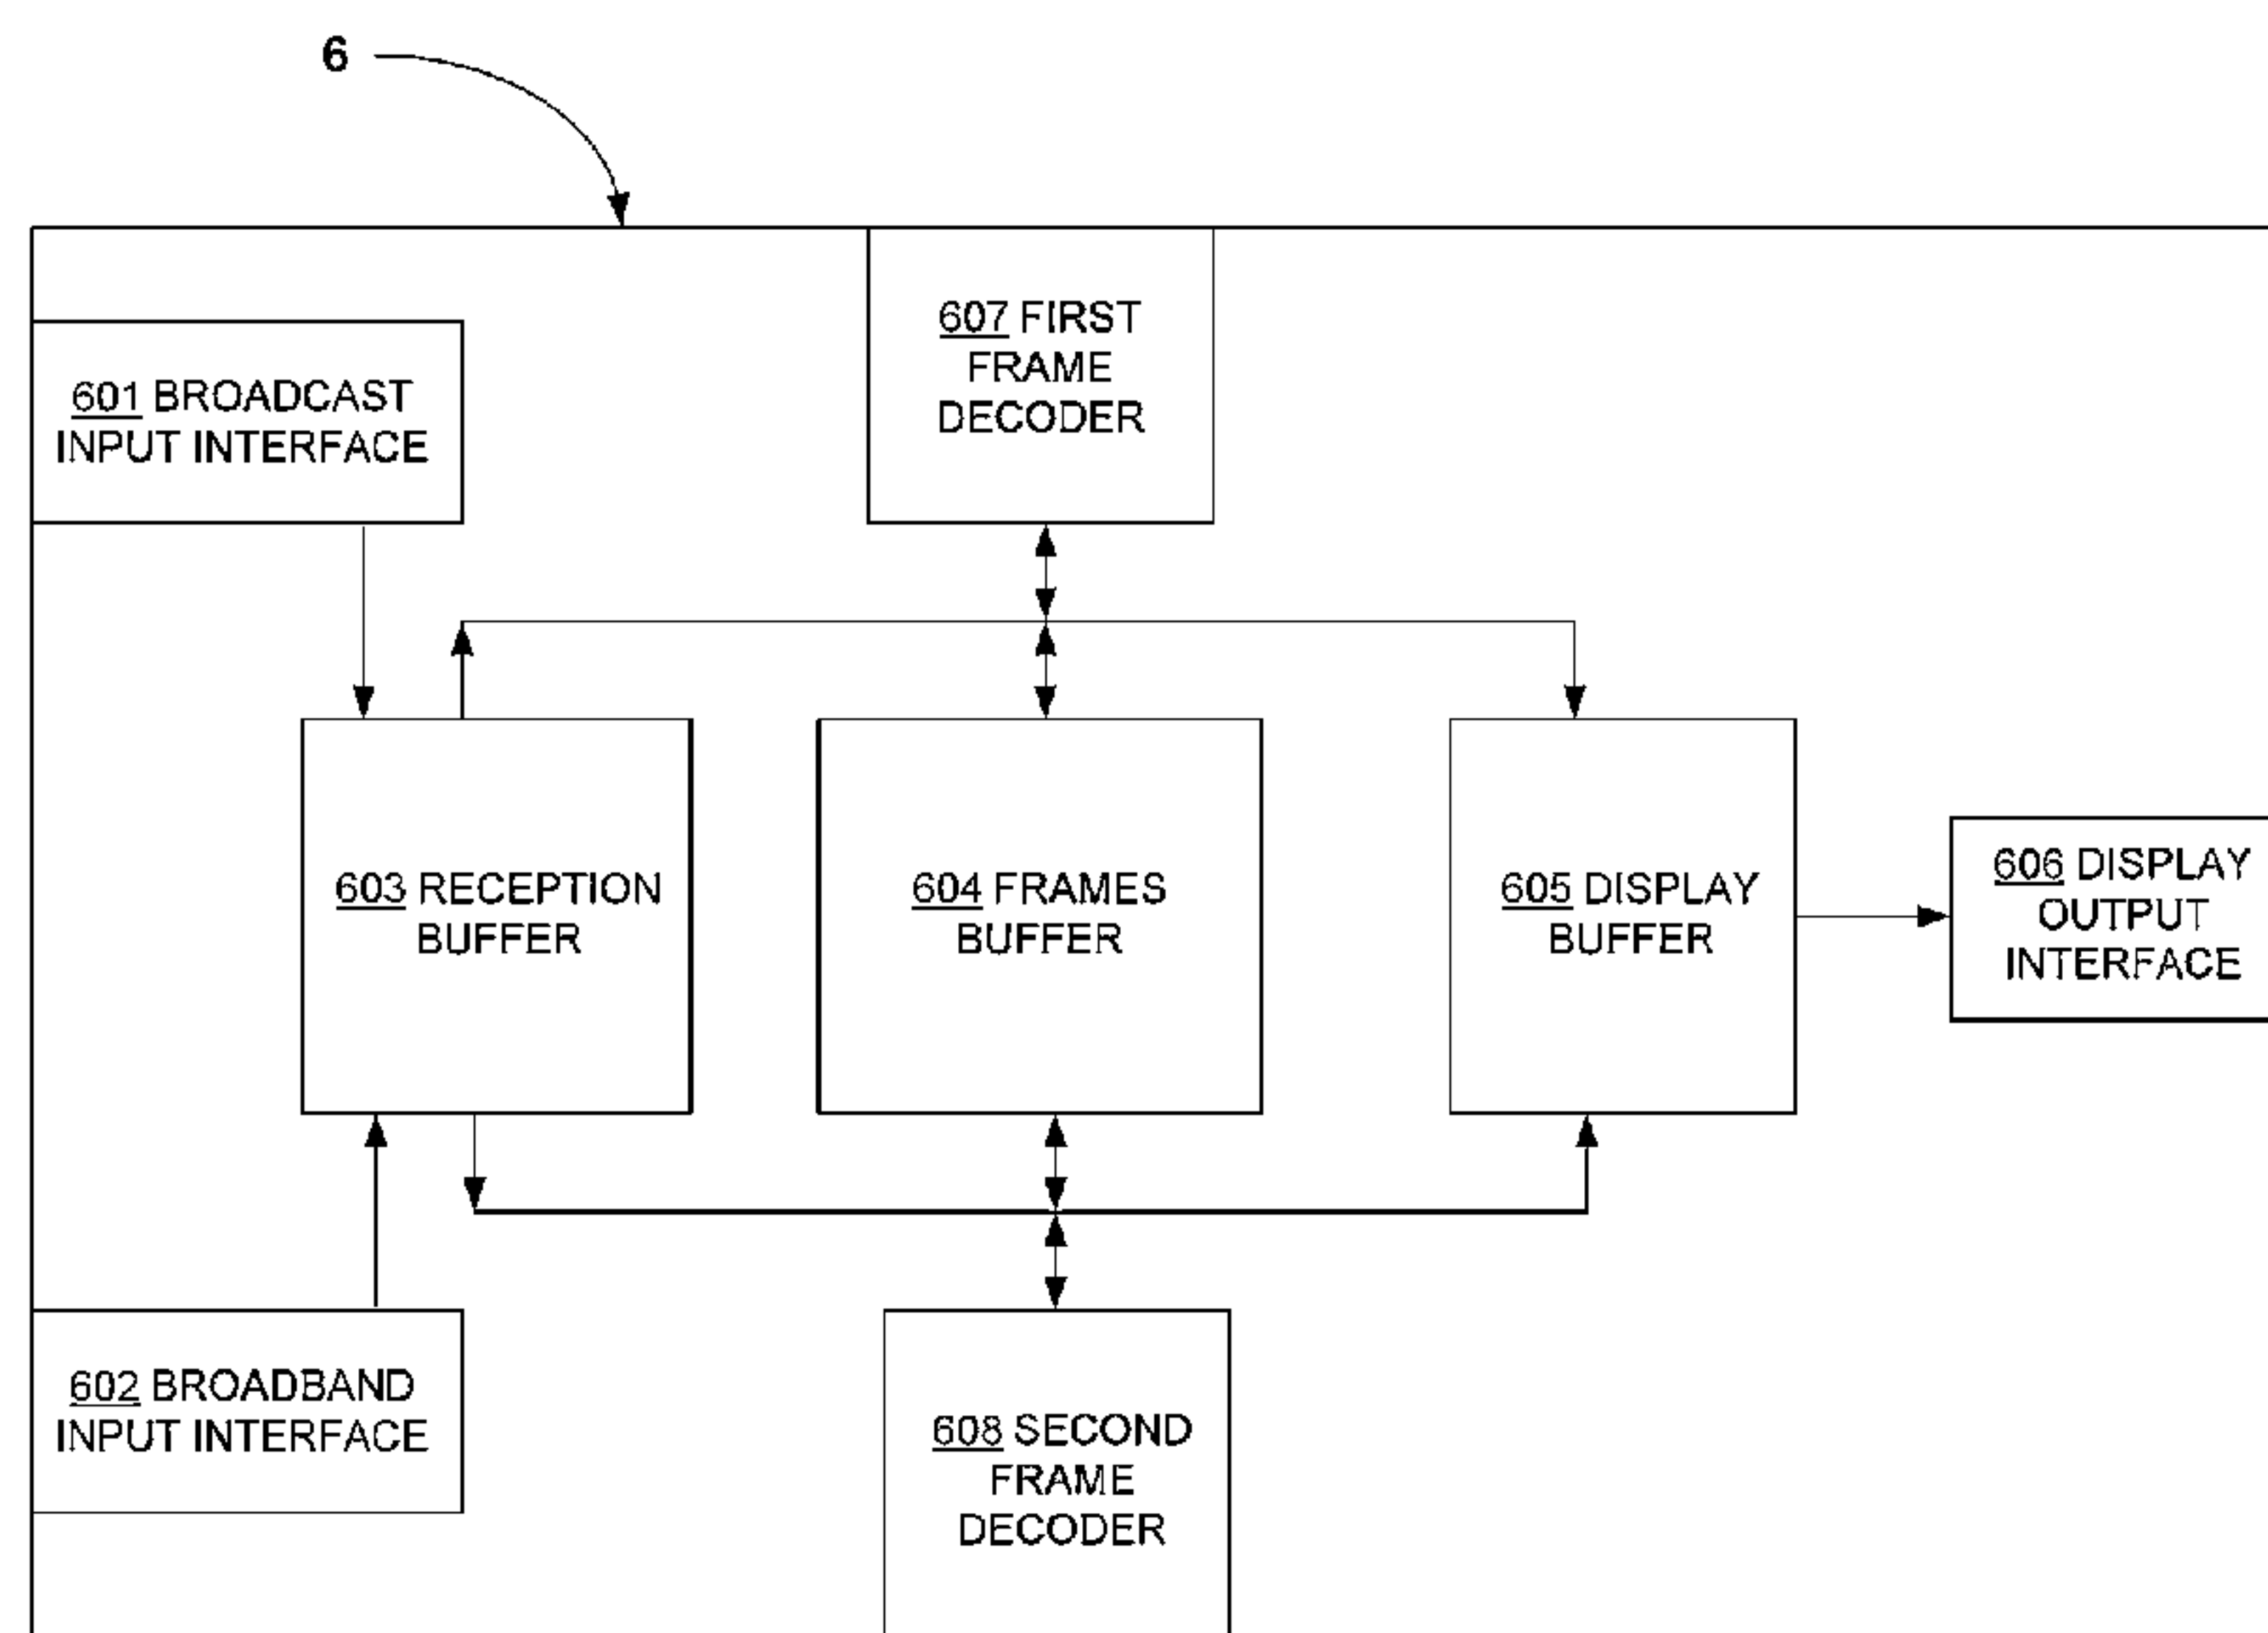 6
607 FIRST
FRAME
DECODER
601 BROADCAST
INPUT INTERFACE
603 RECEPTION
BUFFER
604 FRAMES
BUFFER
605 DISPLAY
BUFFER
606 DISPLAY
OUTPUT
INTERFACE
602 BROADBAND
INPUT INTERFACE
608 SECOND
FRAME
DECODER